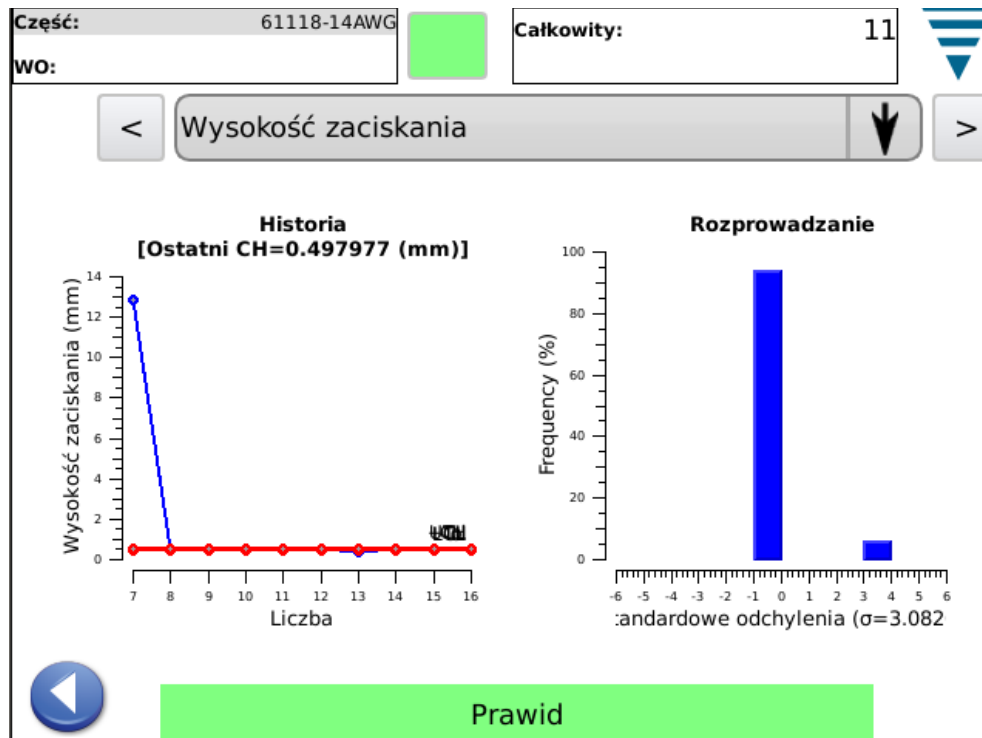 Część: 61118-14AWG
WO:
Całkowity: 11
< Wysokość zaciskania >
Historia
[Ostatni CH=0.497977 (mm)]
Wysokość zaciskania (mm)
14
12
10
8
6
4
2
0
7 8 9 10 11 12 13 14 15 16
Liczba
Rozprowadzanie
Frequency (%)
100
80
60
40
20
0
-6 -5 -4 -3 -2 -1 0 1 2 3 4 5 6
tandardowe odchylenia (σ=3.082
Prawid